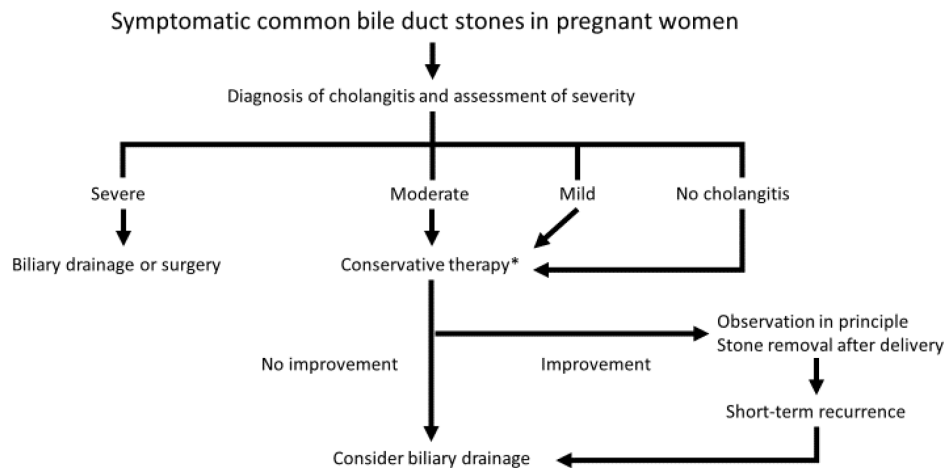 Symptomatic common bile duct stones in pregnant women
Diagnosis of cholangitis and assessment of severity
Severe
Moderate
Mild
No cholangitis
Biliary drainage or surgery
Conservative therapy*
Observation in principle
Stone removal after delivery
No improvement
Improvement
Short-term recurrence
Consider biliary drainage